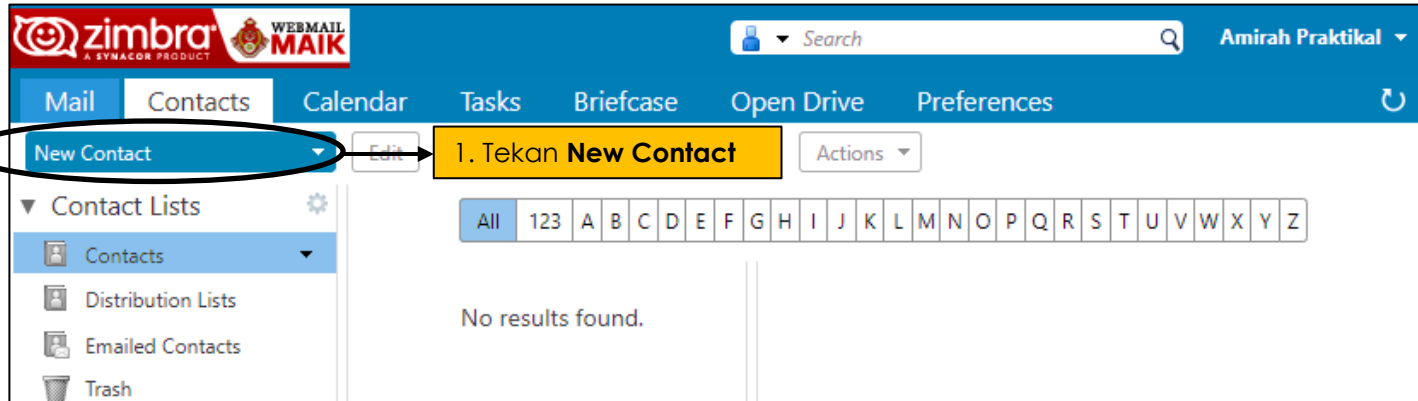 zimbra
A SYNACOR PRODUCT
WEBMAIL
MAIK
Search
Amirah Praktikal
Mail Contacts Calendar Tasks Briefcase Open Drive Preferences
New Contact Edit 1. Tekan New Contact Actions
Contact Lists
All 123 A B C D E F G H I J K L M N O P Q R S T U V W X Y Z
Contacts
Distribution Lists
No results found.
Emailed Contacts
Trash